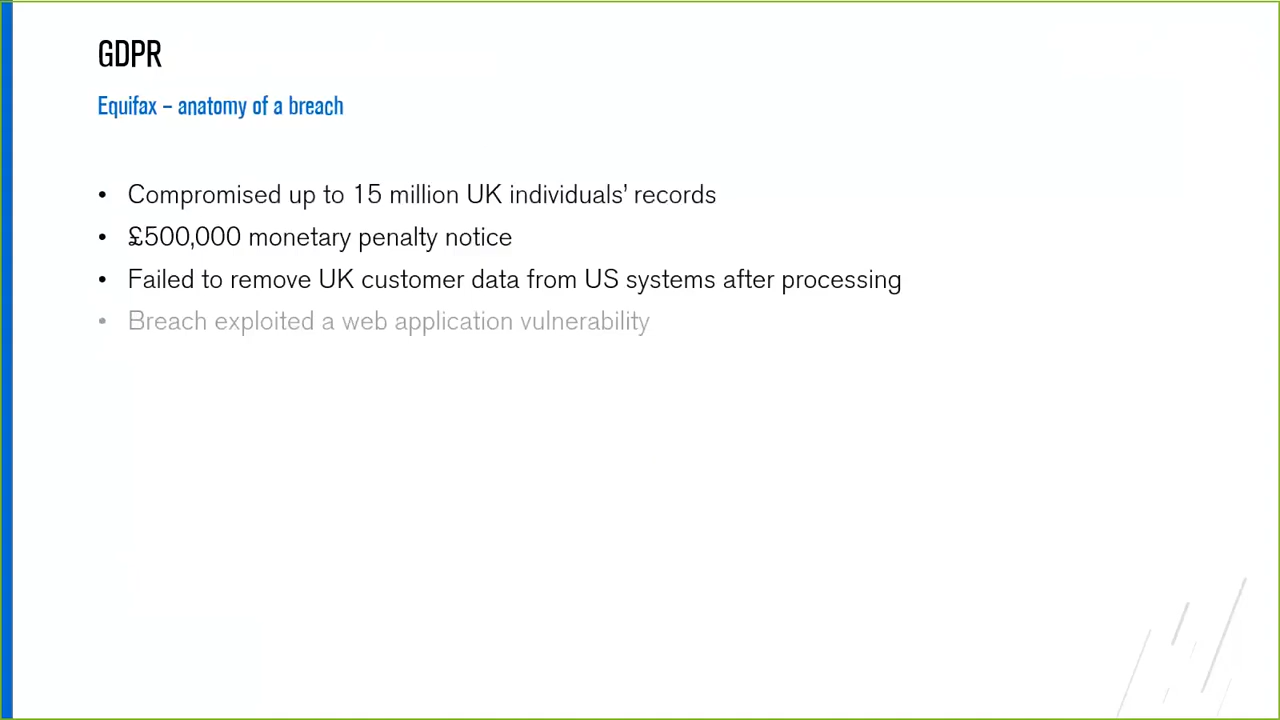 GDPR
Equifax – anatomy of a breach
• Compromised up to 15 million UK individuals’ records
• £500,000 monetary penalty notice
• Failed to remove UK customer data from US systems after processing
• Breach exploited a web application vulnerability